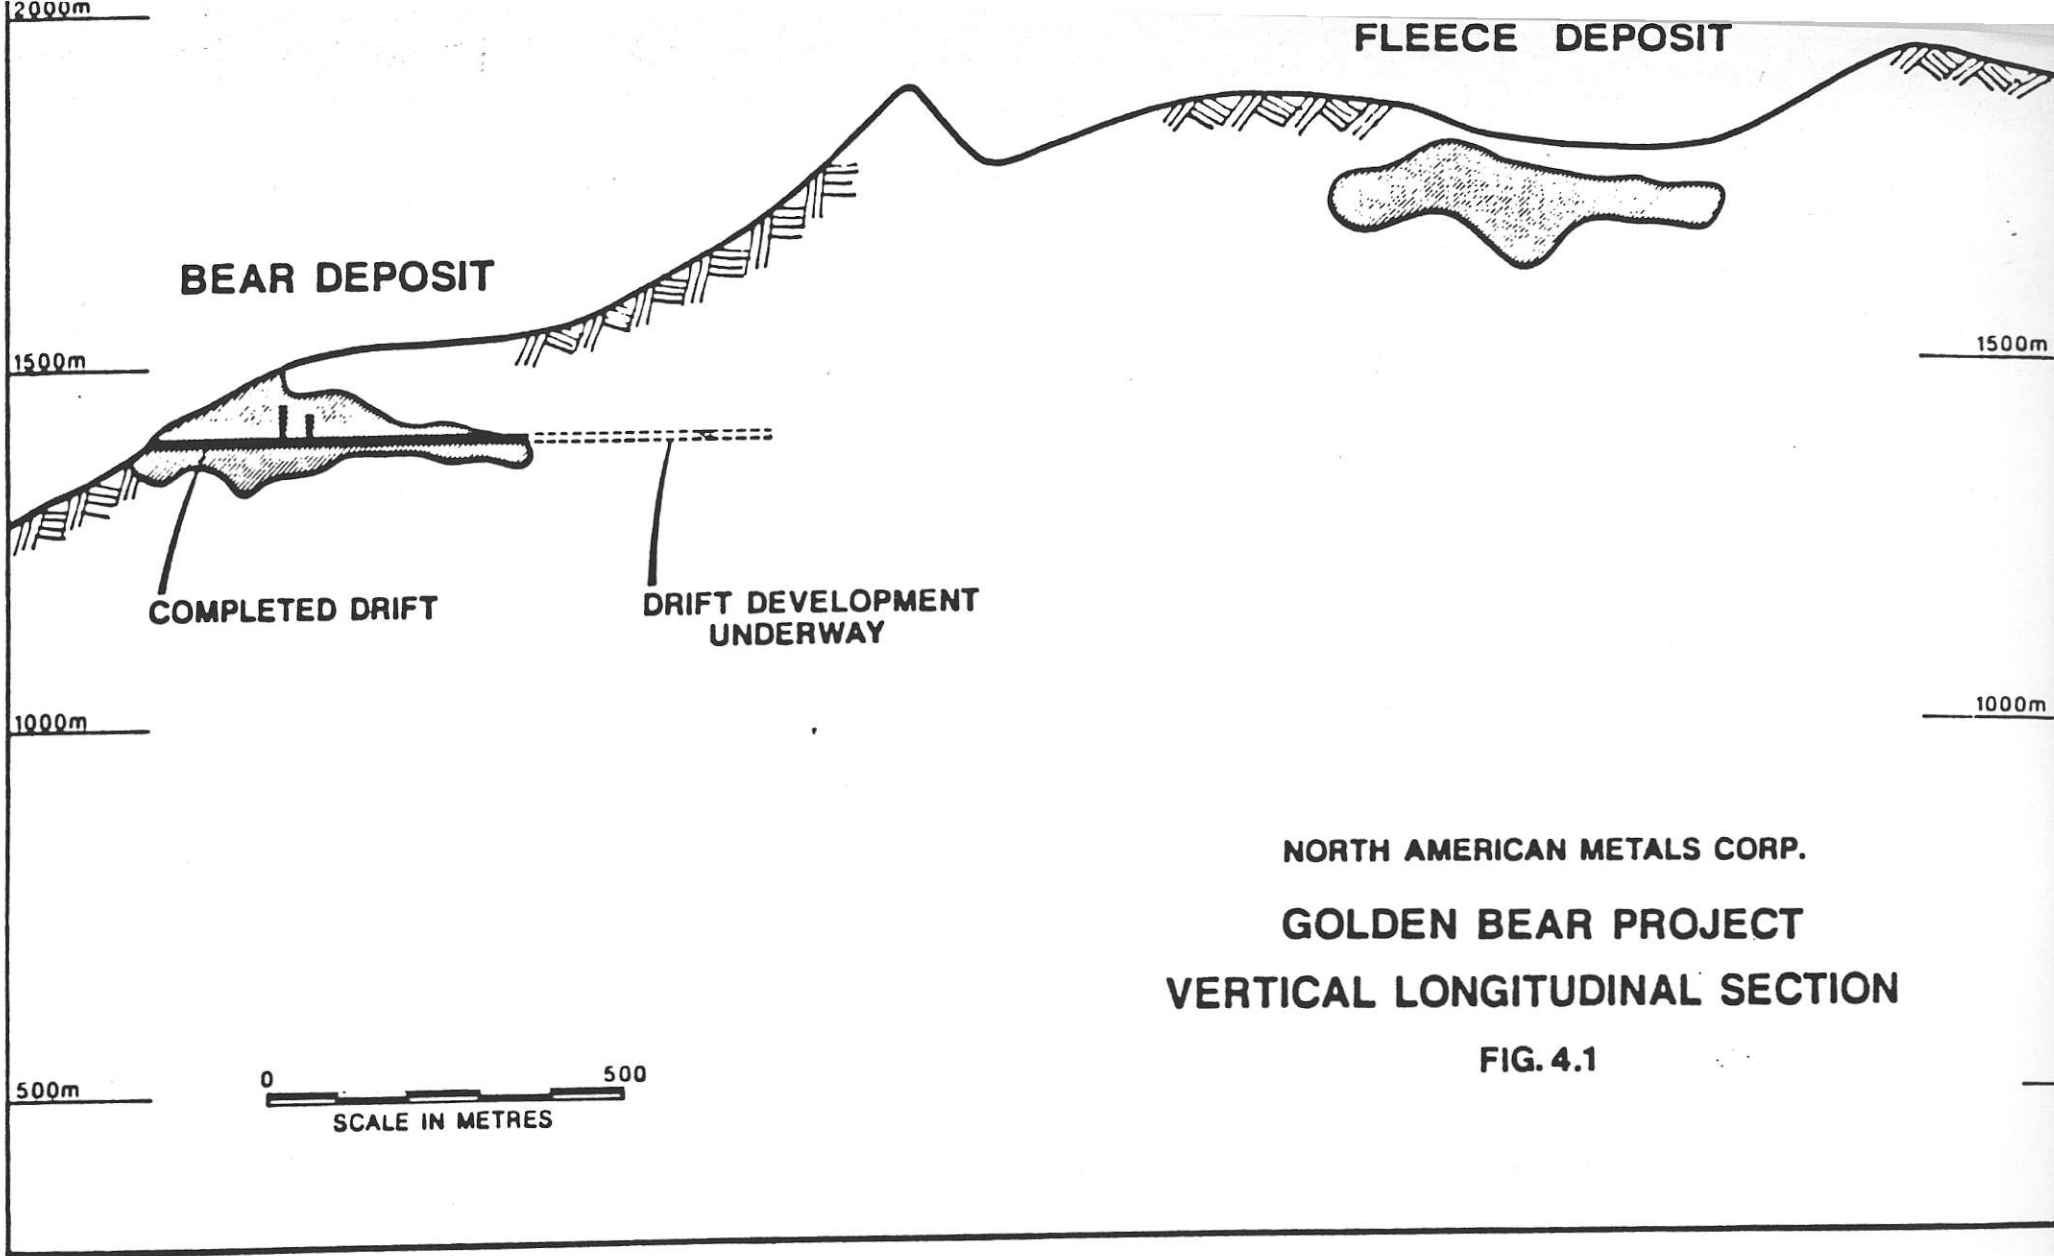 2000m
FLEECE DEPOSIT
BEAR DEPOSIT
1500m
1500m
COMPLETED DRIFT
DRIFT DEVELOPMENT
UNDERWAY
1000m
1000m
NORTH AMERICAN METALS CORP.
GOLDEN BEAR PROJECT
VERTICAL LONGITUDINAL SECTION
FIG. 4.1
500m
0 500
SCALE IN METRES